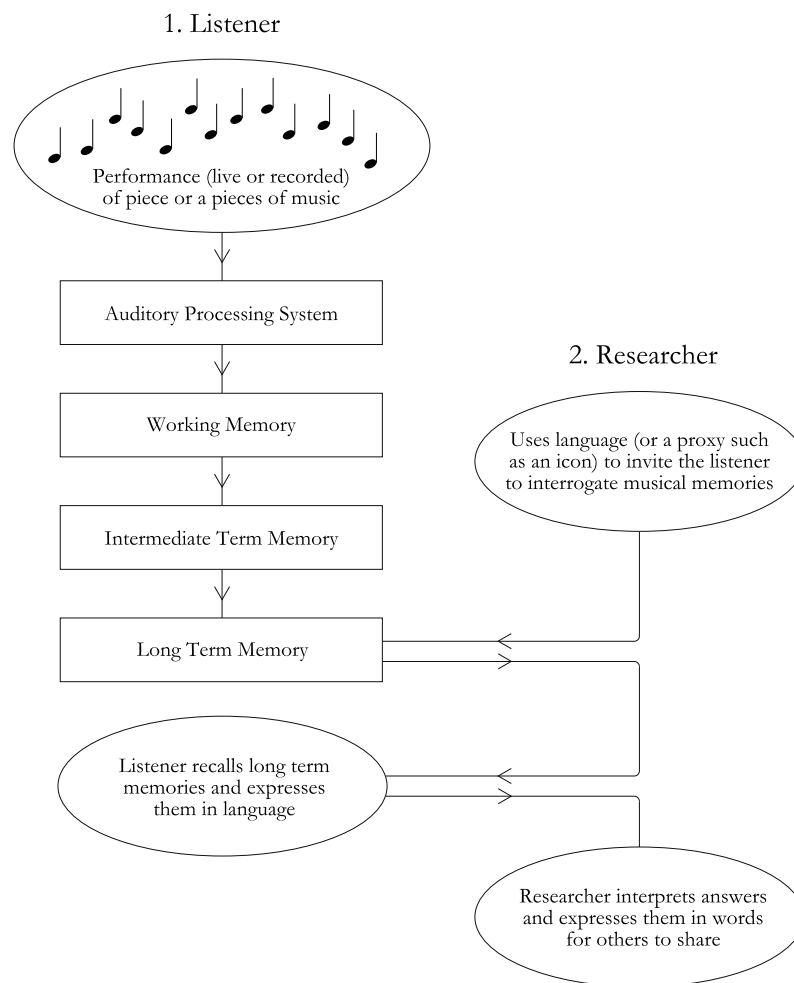 1. Listener
Performance (live or recorded)
of piece or a pieces of music
Auditory Processing System
Working Memory
Intermediate Term Memory
Long Term Memory
Listener recalls long term
memories and expresses
them in language
2. Researcher
Uses language (or a proxy such
as an icon) to invite the listener
to interrogate musical memories
Researcher interprets answers
and expresses them in words
for others to share